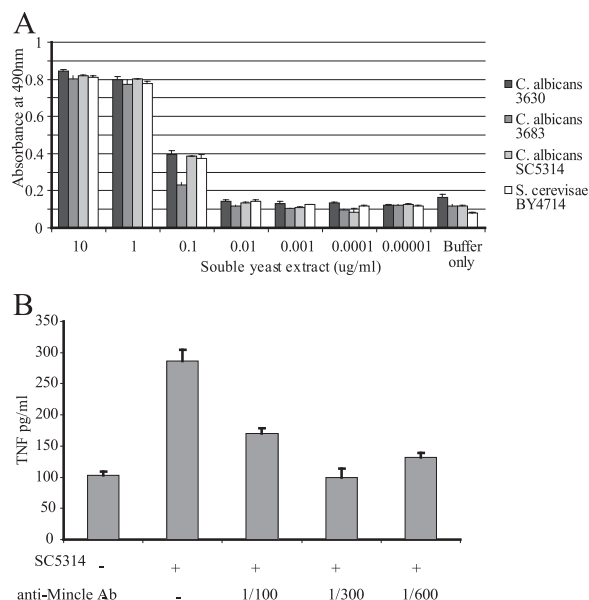 A
Absorbance at 490nm
1
0.8
0.6
0.4
0.2
0
10 1 0.1 0.01 0.001 0.0001 0.00001 Buffer only
Souble yeast extract (ug/ml)
C. albicans
3630
C. albicans
3683
C. albicans
SC5314
S. cerevisae
BY4714
B
TNF pg/ml
350
300
250
200
150
100
50
0
SC5314 - + + + +
anti-Mincle Ab - - 1/100 1/300 1/600